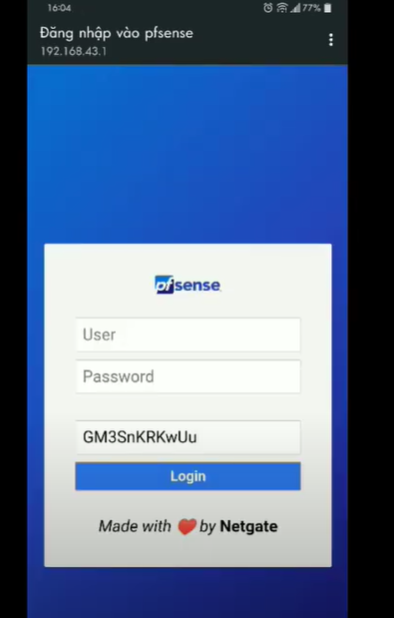 16:04
77%
Đăng nhập vào pfsense
192.168.43.1
pfsense
User
Password
GM3SnKRKwUu
Login
Made with ❤️ by Netgate